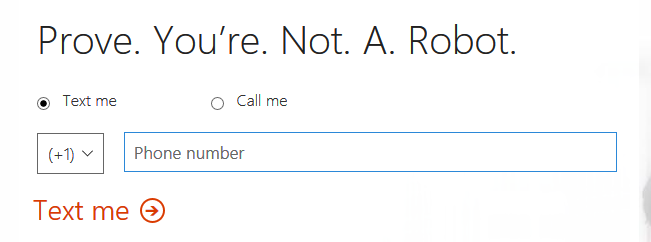 Prove. You're. Not. A. Robot.
Text me Call me
(+1) Phone number
Text me